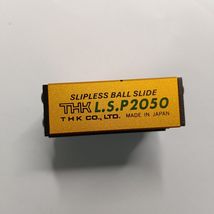 SLIPLESS BALL SLIDE
THK L.S.P2050
THK CO., LTD. MADE IN JAPAN